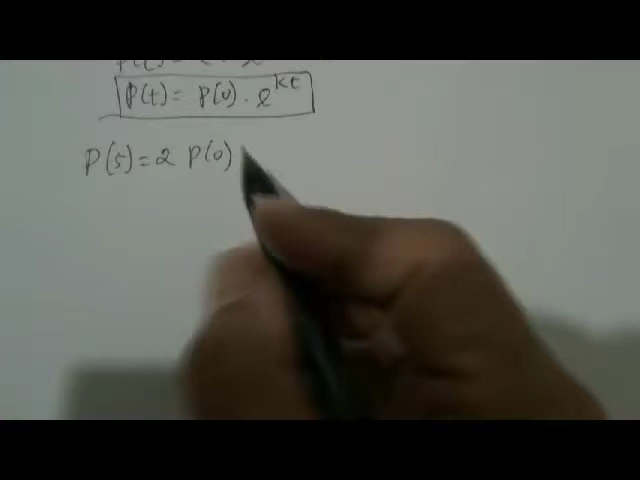 P(t) = P(0) · e^kt
P(5) = 2 P(0)